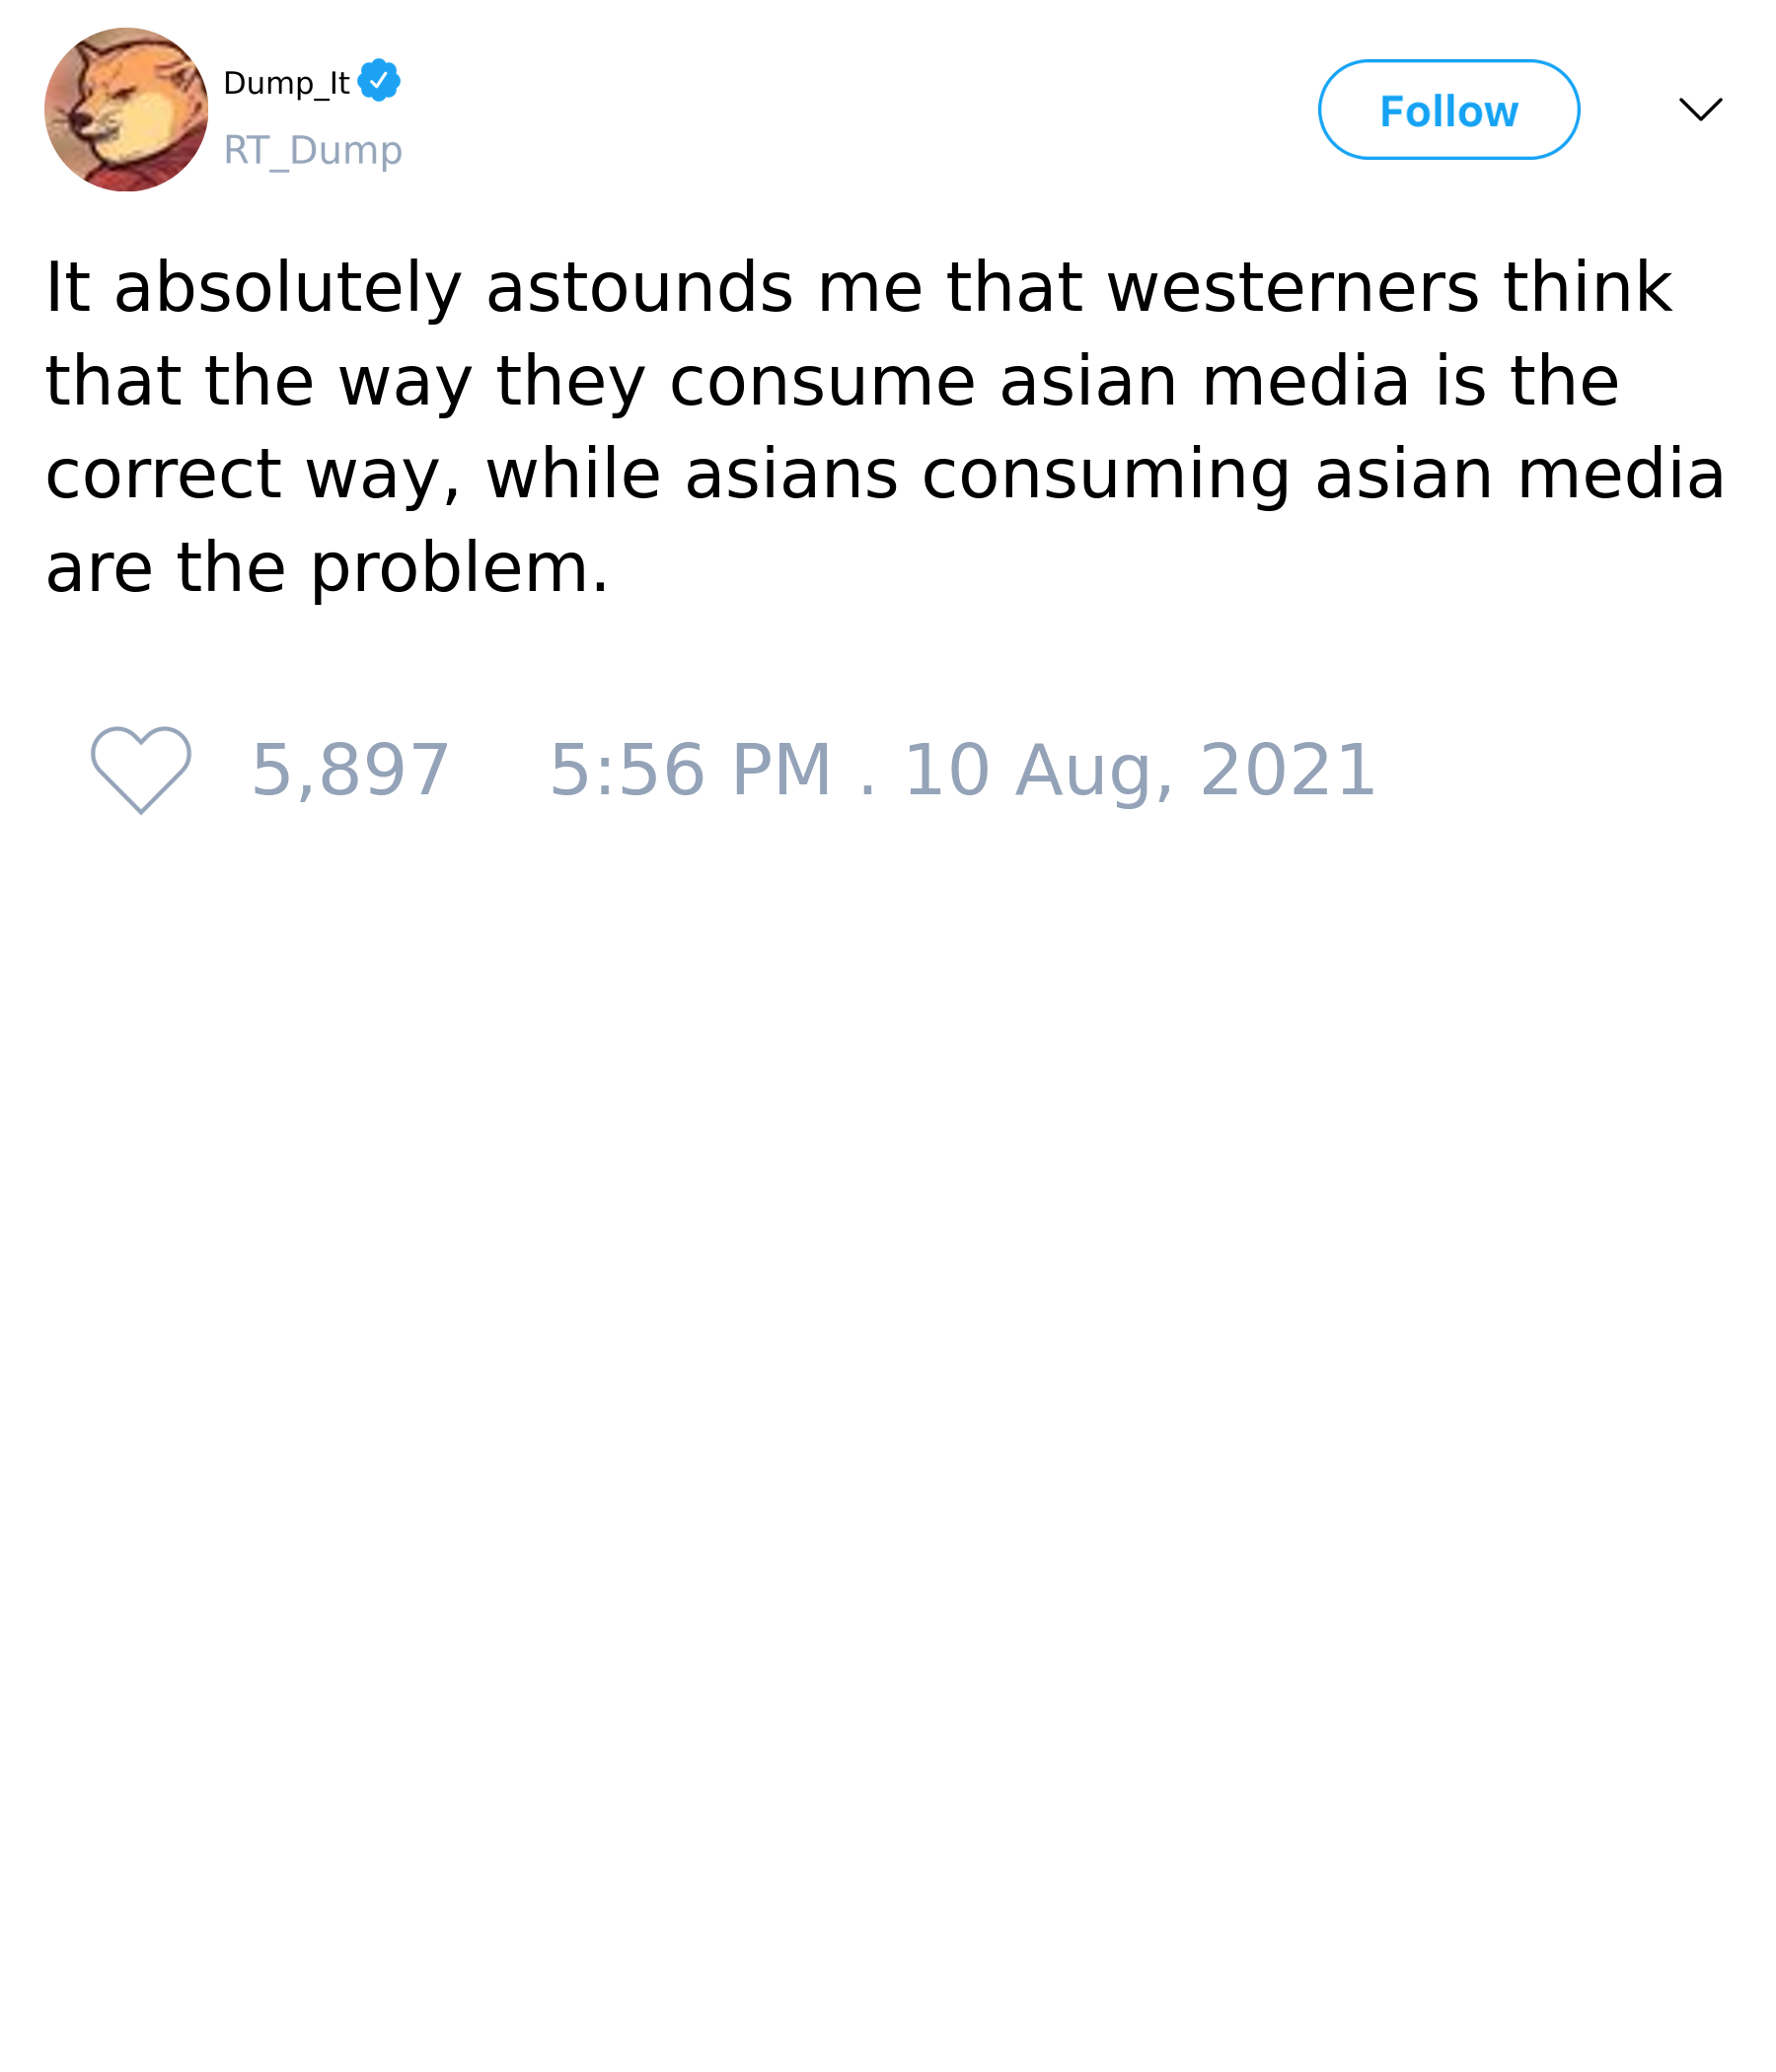 Dump_It
RT_Dump
Follow
It absolutely astounds me that westerners think
that the way they consume asian media is the
correct way, while asians consuming asian media
are the problem.
5,897 5:56 PM . 10 Aug, 2021